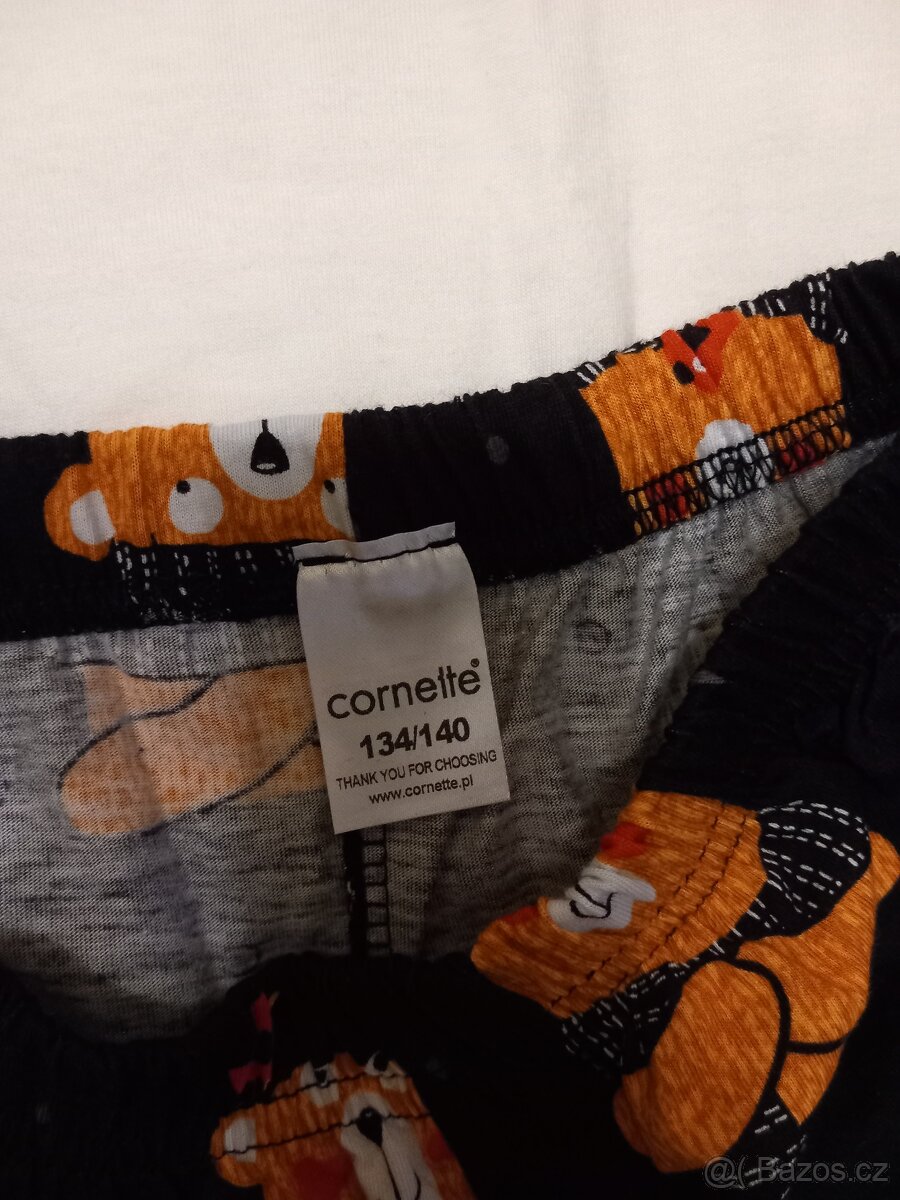 cornette®
134/140
THANK YOU FOR CHOOSING
www.cornette.pl
@( Bazos.cz